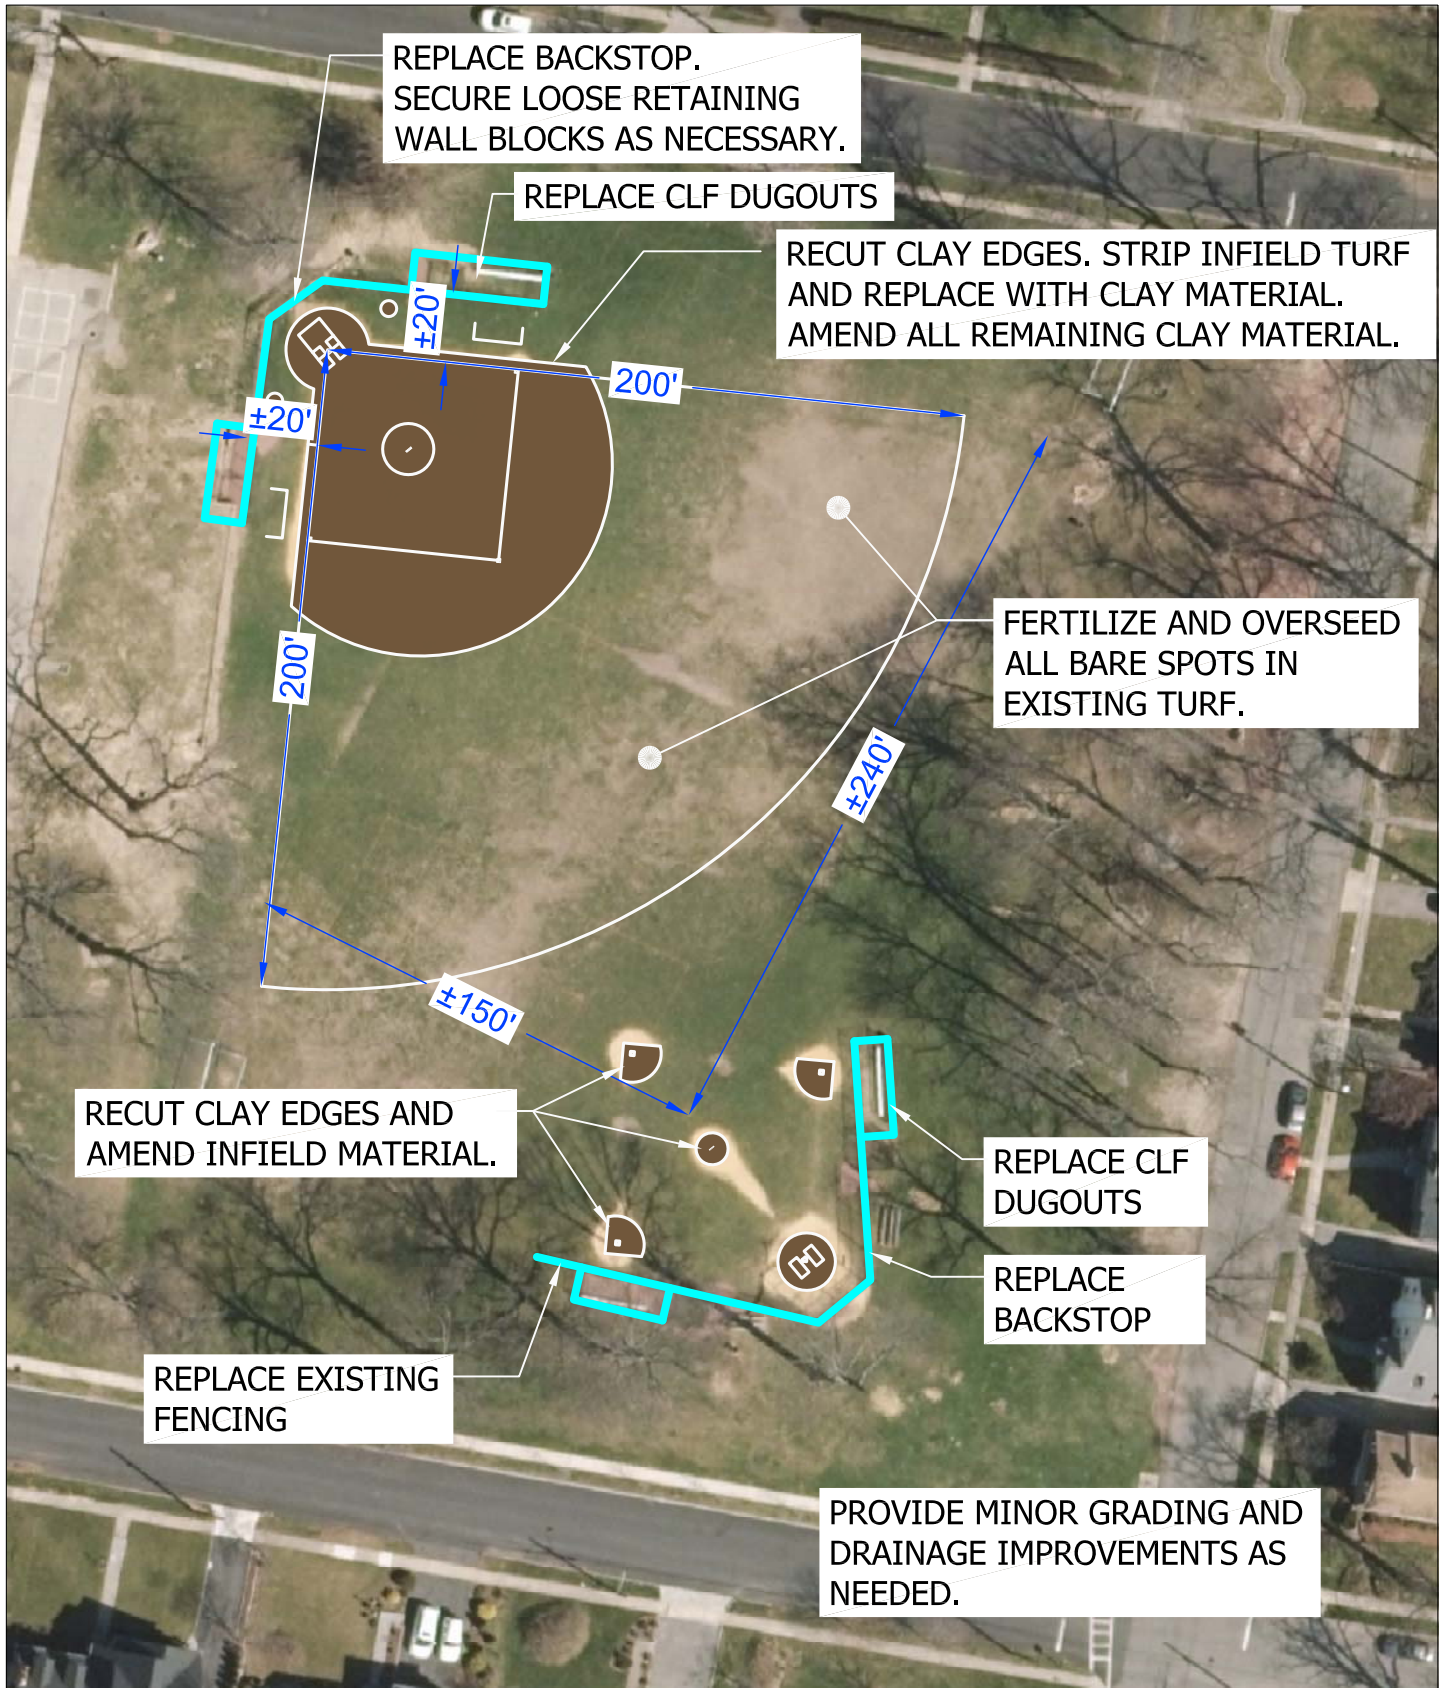 REPLACE BACKSTOP.
SECURE LOOSE RETAINING
WALL BLOCKS AS NECESSARY.
REPLACE CLF DUGOUTS
RECUT CLAY EDGES. STRIP INFIELD TURF
AND REPLACE WITH CLAY MATERIAL.
AMEND ALL REMAINING CLAY MATERIAL.
±20'
200'
±20'
FERTILIZE AND OVERSEED
ALL BARE SPOTS IN
EXISTING TURF.
200'
±240'
±150'
RECUT CLAY EDGES AND
AMEND INFIELD MATERIAL.
REPLACE CLF
DUGOUTS
REPLACE
BACKSTOP
REPLACE EXISTING
FENCING
PROVIDE MINOR GRADING AND
DRAINAGE IMPROVEMENTS AS
NEEDED.